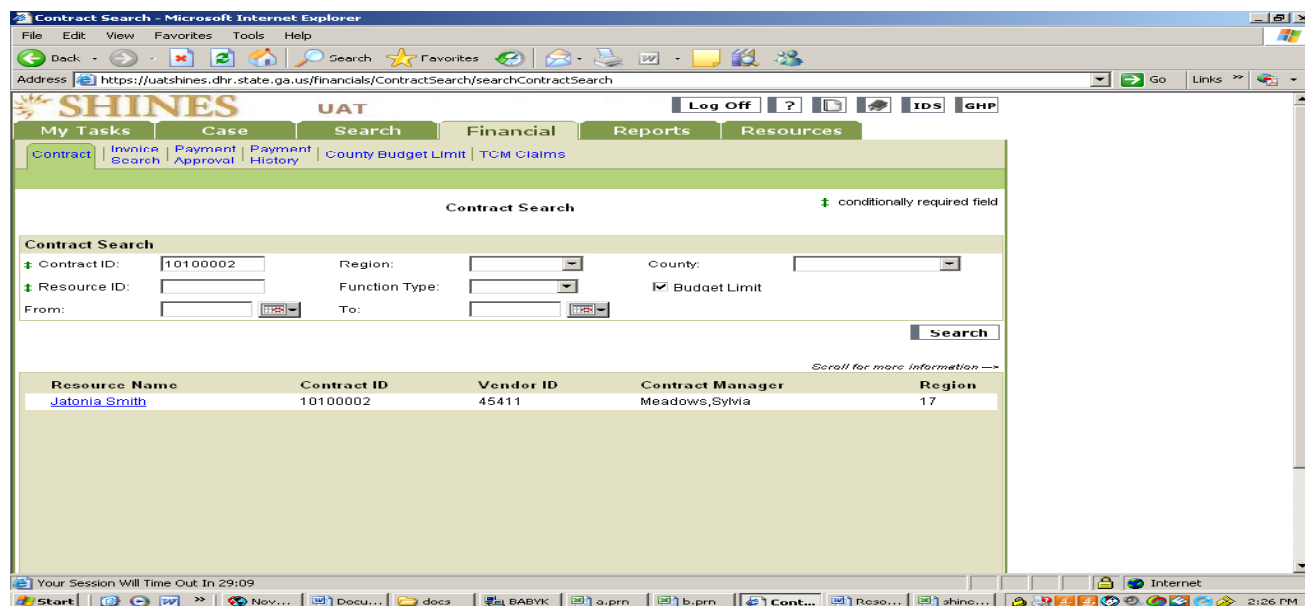 Contract Search - Microsoft Internet Explorer
File Edit View Favorites Tools Help
Back Search Favorites
Address https://uatshines.dhr.state.ga.us/financials/ContractSearch/searchContractSearch Go Links »
SHINES UAT Log Off ? IDS GHP
My Tasks Case Search Financial Reports Resources
Contract Invoice Search Payment Approval Payment History County Budget Limit TCM Claims
Contract Search ‡ conditionally required field
Contract Search
‡ Contract ID: 10100002 Region: County:
‡ Resource ID: Function Type: Budget Limit
From: To:
Search
Scroll for more information -->
Resource Name Contract ID Vendor ID Contract Manager Region
Jatonia Smith 10100002 45411 Meadows,Sylvia 17
Your Session Will Time Out In 29:09 Internet
Start » Nov... Docu... docs BABYK a.prn b.prn Cont... Reso... shine... 2:26 PM